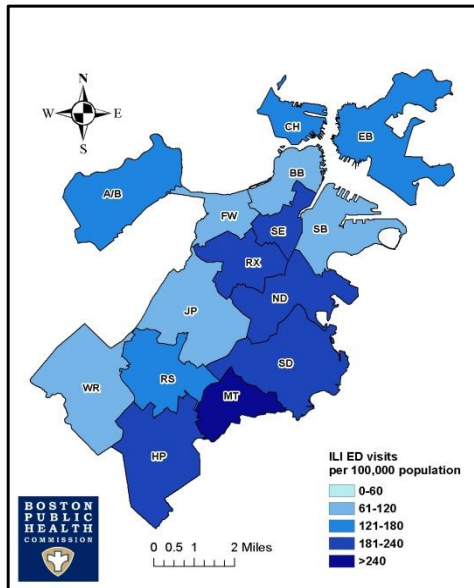 N
W E
S
CH
EB
A/B
BB
FW
SE
SB
RX
ND
JP
SD
RS
WR
MT
HP
ILI ED visits
per 100,000 population
0-60
61-120
121-180
181-240
>240
BOSTON
PUBLIC
HEALTH
COMMISSION
0 0.5 1 2 Miles